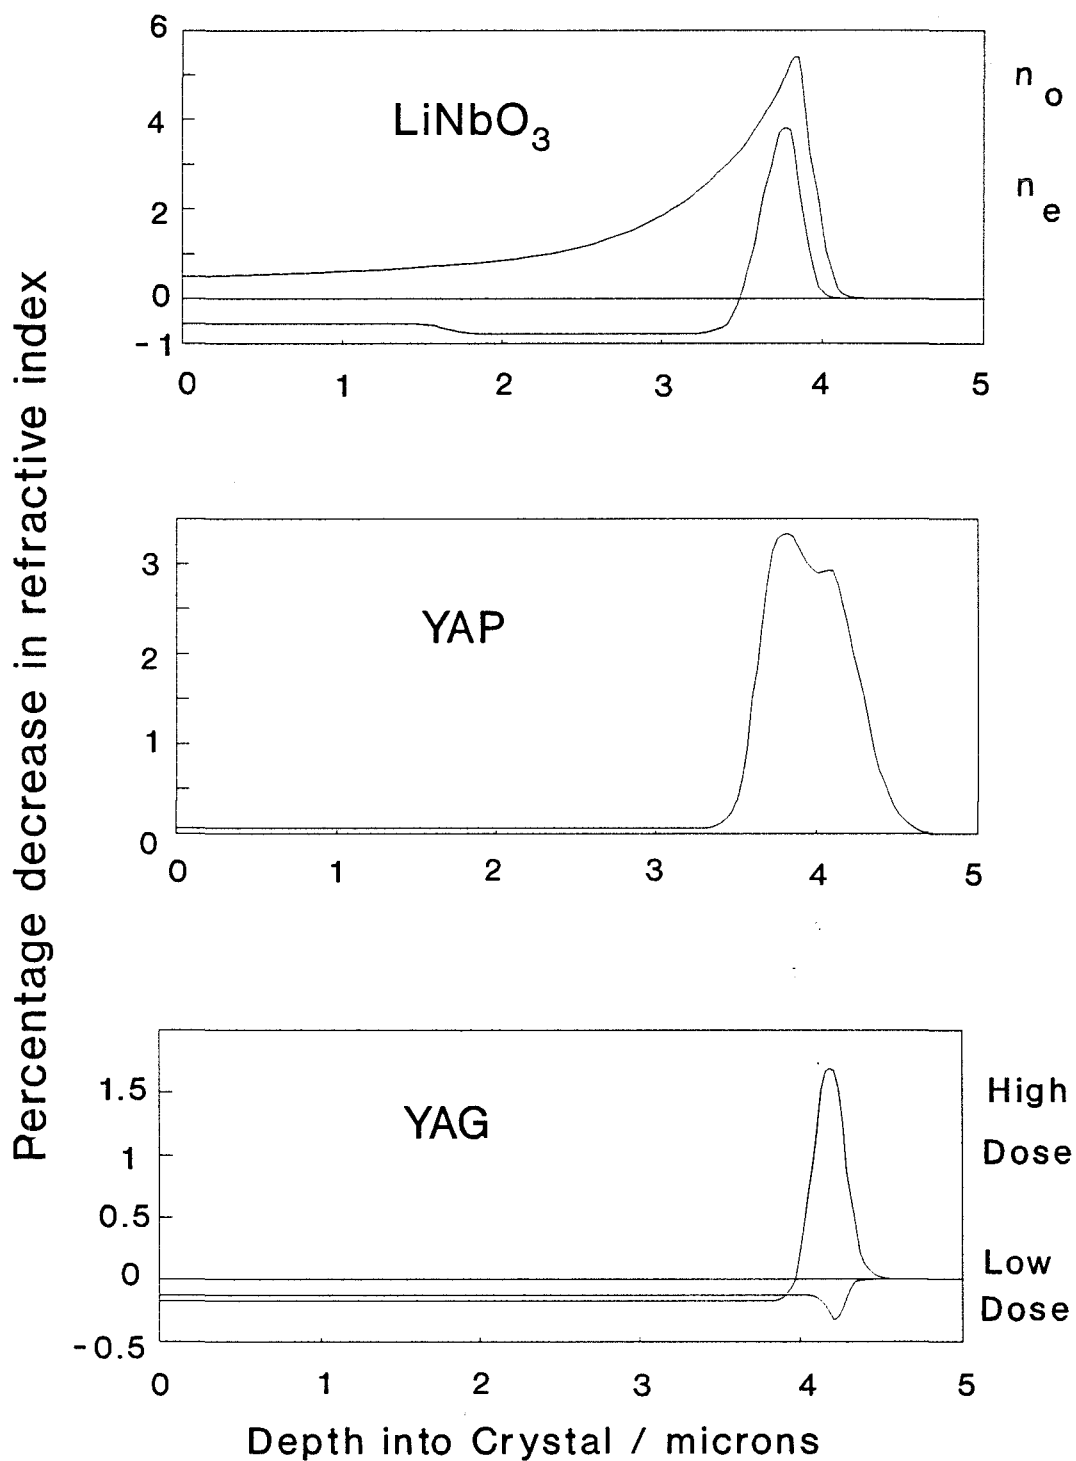 Percentage decrease in refractive index
6
4
2
0
-1
LiNbO3
n o
n e
0 1 2 3 4 5
3
2
1
0
YAP
0 1 2 3 4 5
1.5
1
0.5
0
-0.5
YAG
High
Dose
Low
Dose
0 1 2 3 4 5
Depth into Crystal / microns